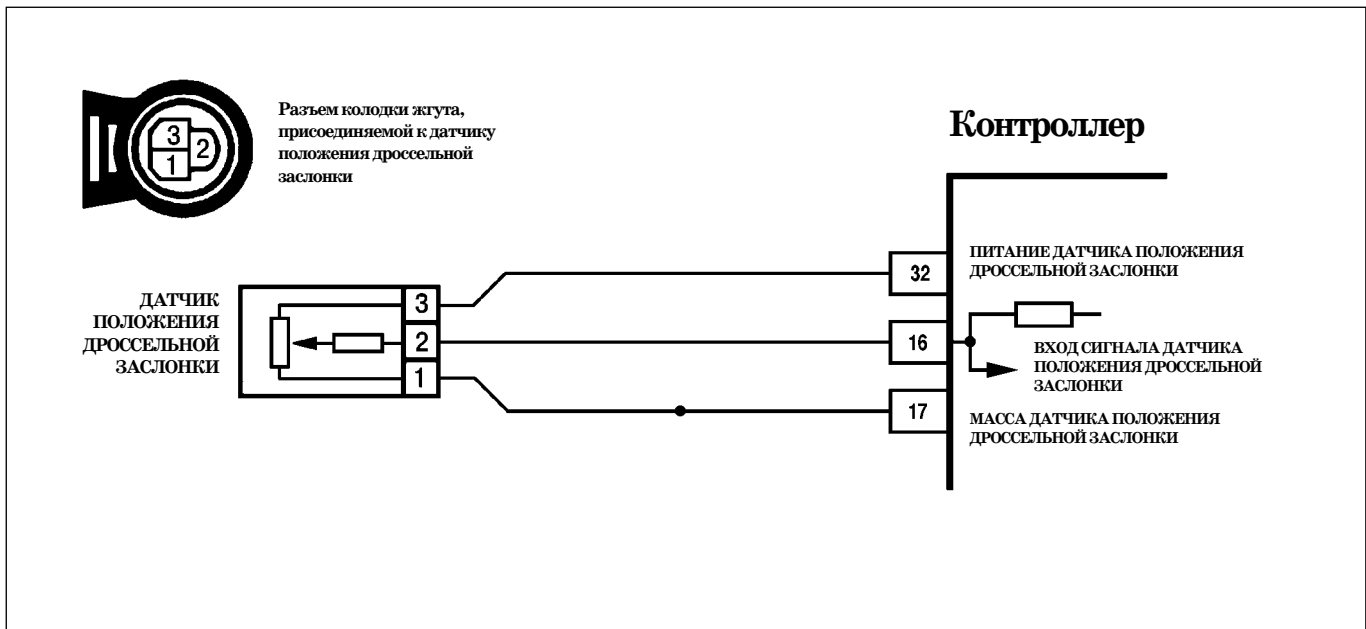 3
2
1
Разъем колодки жгута,
присоединяемой к датчику
положения дроссельной
заслонки
Контроллер
ДАТЧИК
ПОЛОЖЕНИЯ
ДРОССЕЛЬНОЙ
ЗАСЛОНКИ
3
2
1
32
16
17
ПИТАНИЕ ДАТЧИКА ПОЛОЖЕНИЯ
ДРОССЕЛЬНОЙ ЗАСЛОНКИ
ВХОД СИГНАЛА ДАТЧИКА
ПОЛОЖЕНИЯ ДРОССЕЛЬНОЙ
ЗАСЛОНКИ
МАССА ДАТЧИКА ПОЛОЖЕНИЯ
ДРОССЕЛЬНОЙ ЗАСЛОНКИ